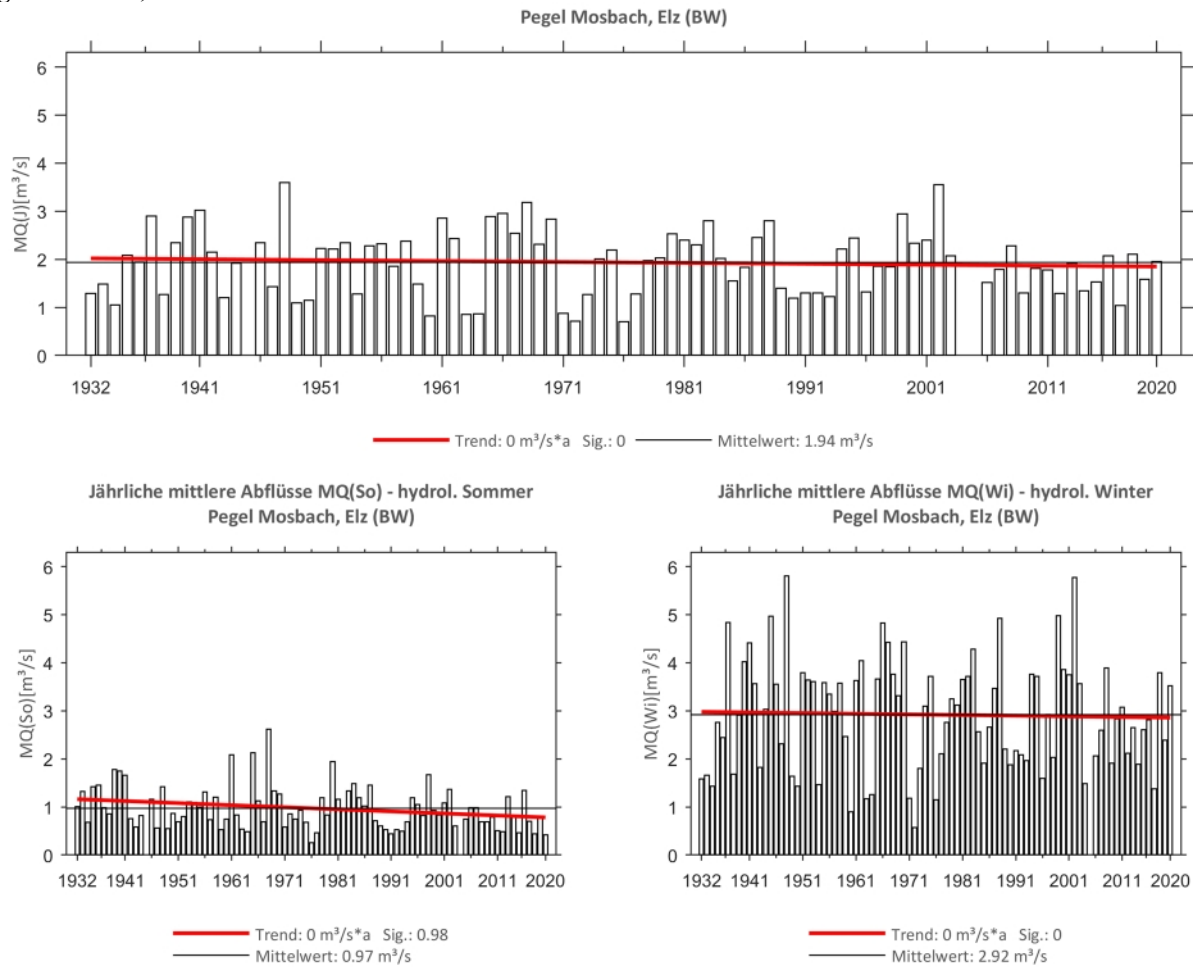 Pegel Mosbach, Elz (BW)
6
5
4
3
2
1
0
MQ(J)[m³/s]
1932 1941 1951 1961 1971 1981 1991 2001 2011 2020
Trend: 0 m³/s*a Sig.: 0 Mittelwert: 1.94 m³/s
Jährliche mittlere Abflüsse MQ(So) - hydrol. Sommer
Pegel Mosbach, Elz (BW)
6
5
4
3
2
1
0
MQ(So)[m³/s]
1932 1941 1951 1961 1971 1981 1991 2001 2011 2020
Trend: 0 m³/s*a Sig.: 0.98
Mittelwert: 0.97 m³/s
Jährliche mittlere Abflüsse MQ(Wi) - hydrol. Winter
Pegel Mosbach, Elz (BW)
6
5
4
3
2
1
0
MQ(Wi)[m³/s]
1932 1941 1951 1961 1971 1981 1991 2001 2011 2020
Trend: 0 m³/s*a Sig.: 0
Mittelwert: 2.92 m³/s